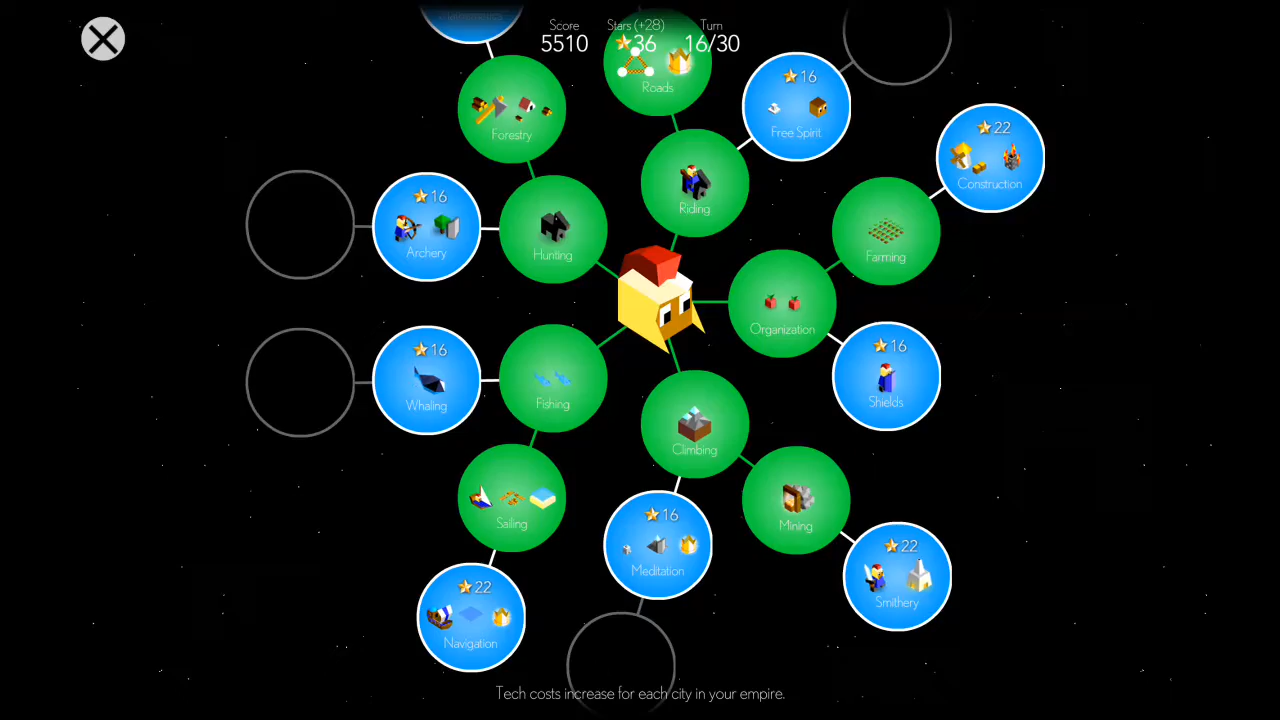 Score
5510
Stars (+28)
36
Turn
16/30
Roads
Forestry
16
Free Spirit
22
Construction
16
Archery
Hunting
Riding
Farming
Organization
16
Shields
16
Whaling
Fishing
Climbing
Sailing
16
Meditation
Mining
22
Smithery
22
Navigation
Tech costs increase for each city in your empire.